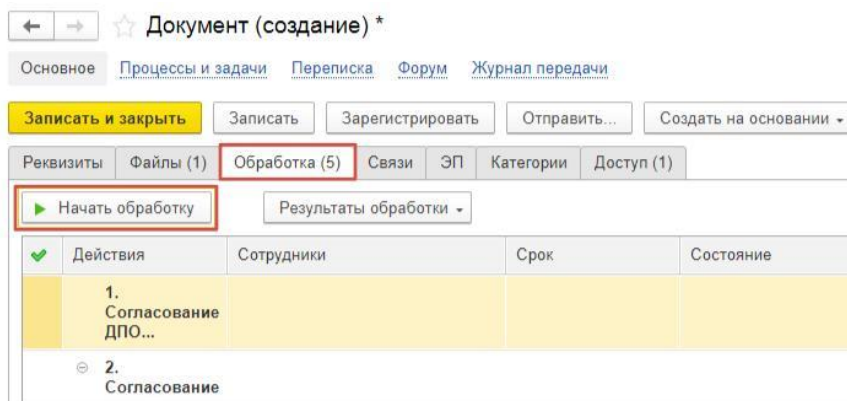 Документ (создание) *
Основное Процессы и задачи Переписка Форум Журнал передачи
Записать и закрыть Записать Зарегистрировать Отправить... Создать на основании
Реквизиты Файлы (1) Обработка (5) Связи ЭП Категории Доступ (1)
Начать обработку Результаты обработки
Действия Сотрудники Срок Состояние
1.
Согласование
ДПО...
2.
Согласование